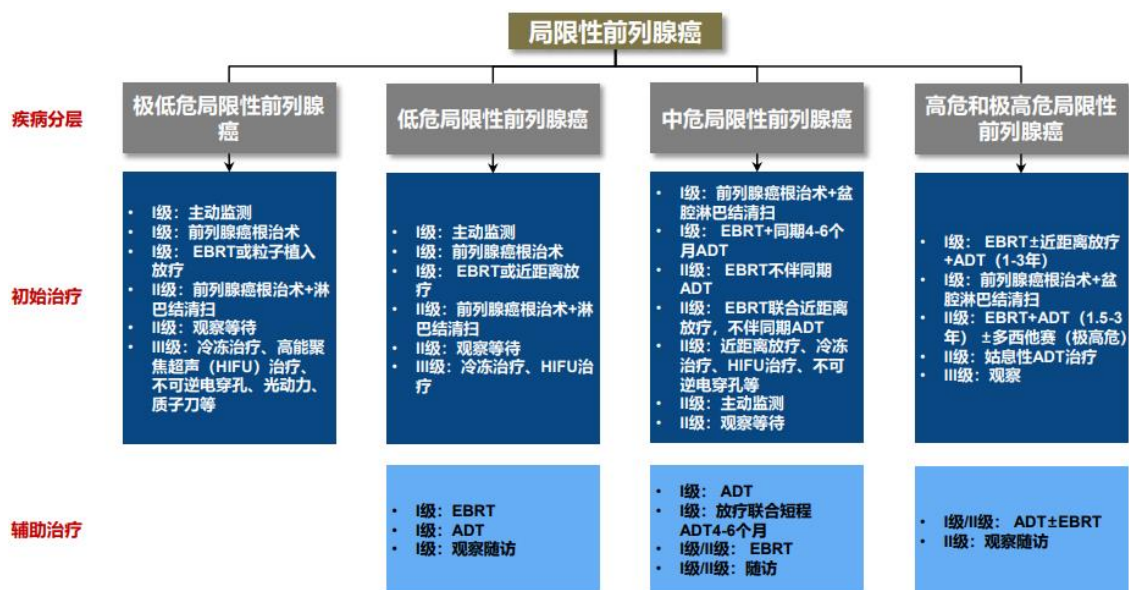 局限性前列腺癌
疾病分层
极低危局限性前列腺
癌
低危局限性前列腺癌
中危局限性前列腺癌
高危和极高危局限性
前列腺癌
初始治疗
• I级：主动监测
• I级：前列腺癌根治术
• I级： EBRT或粒子植入
放疗
• II级：前列腺癌根治术+淋
巴结清扫
• II级：观察等待
• III级：冷冻治疗、高能聚
焦超声（HIFU）治疗、
不可逆电穿孔、光动力、
质子刀等
• I级：主动监测
• I级：前列腺癌根治术
• I级： EBRT或近距离放
疗
• II级：前列腺癌根治术+淋
巴结清扫
• II级：观察等待
• III级：冷冻治疗、HIFU治
疗
• I级：前列腺癌根治术+盆
腔淋巴结清扫
• I级： EBRT+同期4-6个
月ADT
• II级： EBRT不伴同期
ADT
• II级： EBRT联合近距离
放疗，不伴同期ADT
• II级：近距离放疗、冷冻
治疗、HIFU治疗、不可
逆电穿孔等
• II级：主动监测
• II级：观察等待
• I级： EBRT±近距离放疗
+ADT（1-3年）
• I级：前列腺癌根治术+盆
腔淋巴结清扫
• II级：EBRT+ADT（1.5-3
年）±多西他赛（极高危）
• II级：姑息性ADT治疗
• III级：观察
辅助治疗
• I级：EBRT
• I级：ADT
• I级：观察随访
• I级： ADT
• I级：放疗联合短程
ADT4-6个月
• I级/II级： EBRT
• I级/II级：随访
• I级/II级： ADT±EBRT
• II级：观察随访